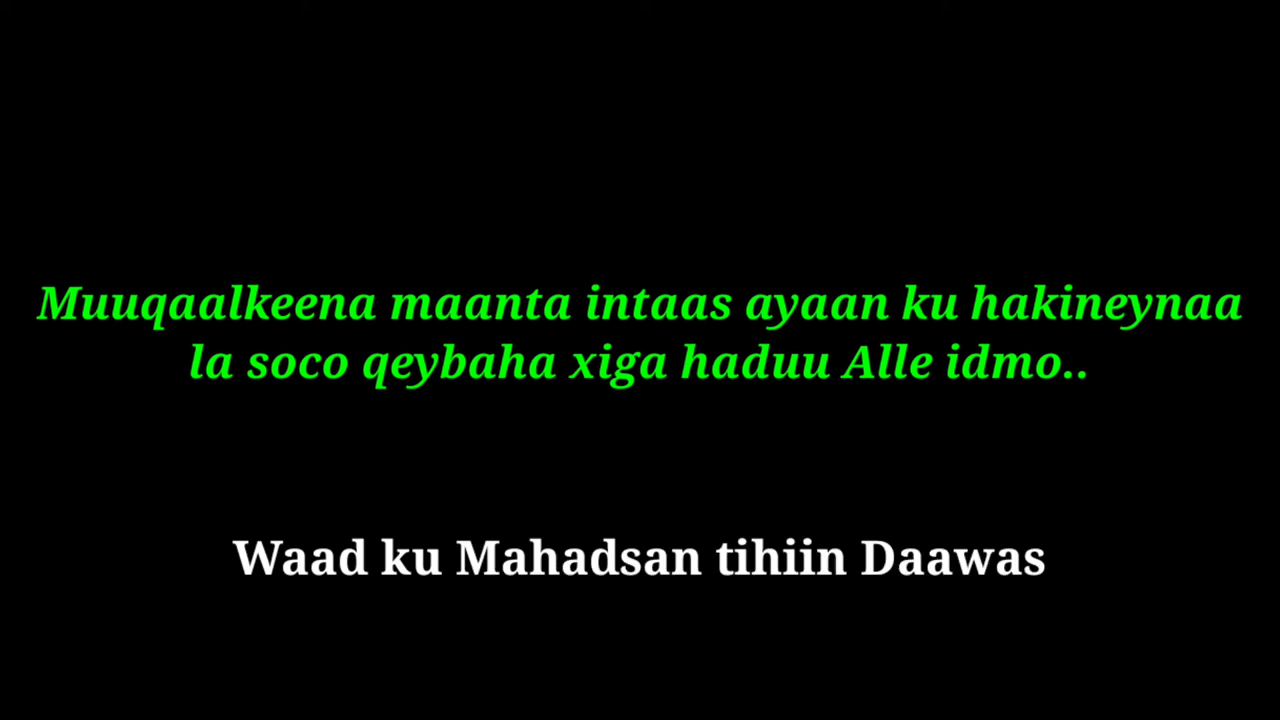 Muuqaalkeena maanta intaas ayaan ku hakineynaa
la soco qeybaha xiga haduu Alle idmo..
Waad ku Mahadsan tihiin Daawas